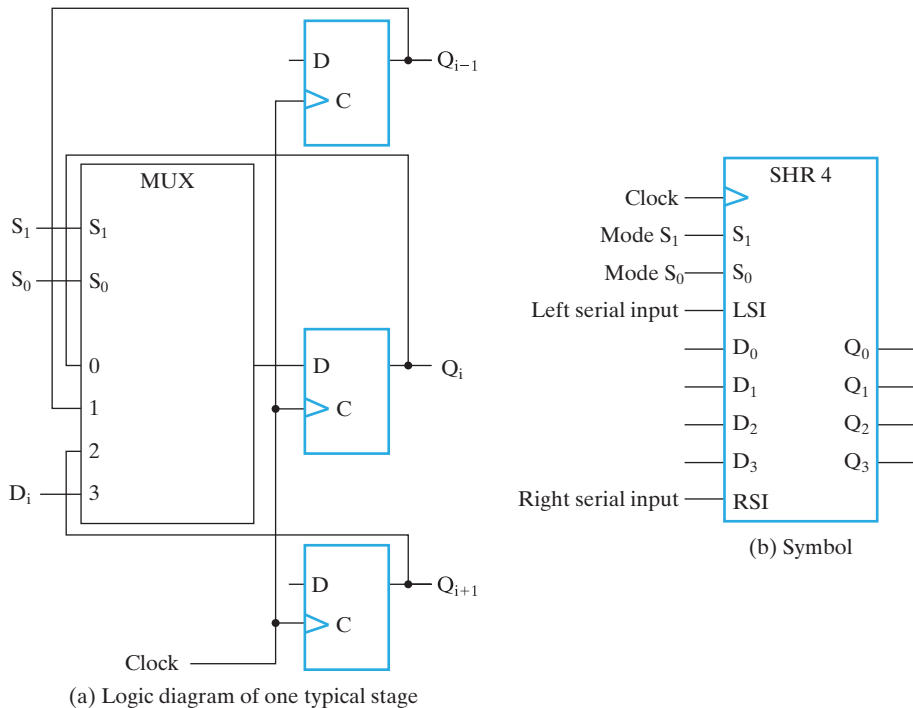 D
C
Q_{i−1}
MUX
S_1
S_1
S_0
S_0
0
1
2
3
D_i
D
C
Q_i
D
C
Q_{i+1}
Clock
(a) Logic diagram of one typical stage
SHR 4
Clock
Mode S_1
S_1
Mode S_0
S_0
Left serial input
LSI
D_0
Q_0
D_1
Q_1
D_2
Q_2
D_3
Q_3
Right serial input
RSI
(b) Symbol